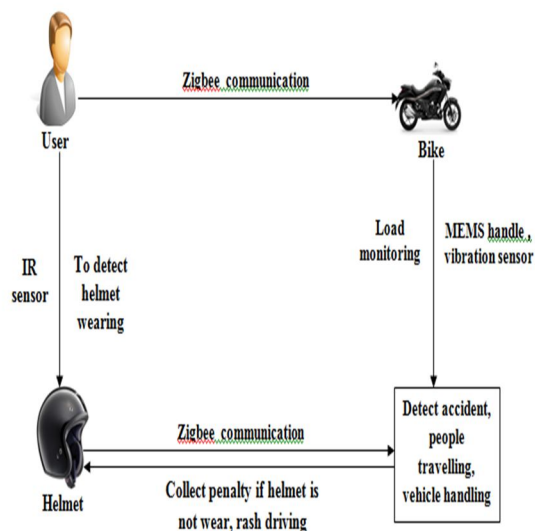 Zigbee communication
User
Bike
IR
sensor
To detect
helmet
wearing
Load
monitoring
MEMS handle ,
vibration sensor
Helmet
Zigbee communication
Collect penalty if helmet is
not wear, rash driving
Detect accident,
people
travelling,
vehicle handling